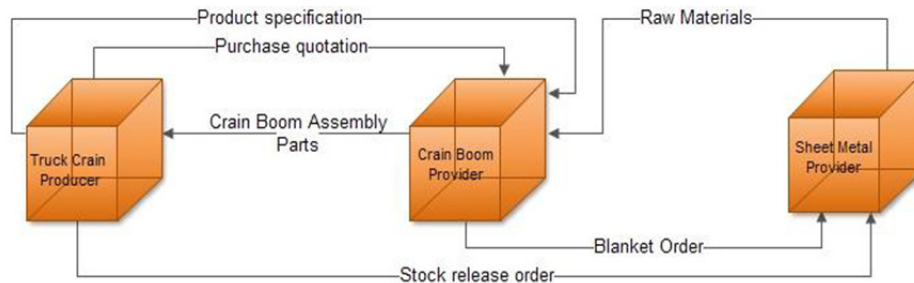 Product specification
Raw Materials
Purchase quotation
Crain Boom Assembly
Parts
Truck Crain
Producer
Crain Boom
Provider
Sheet Metal
Provider
Blanket Order
Stock release order